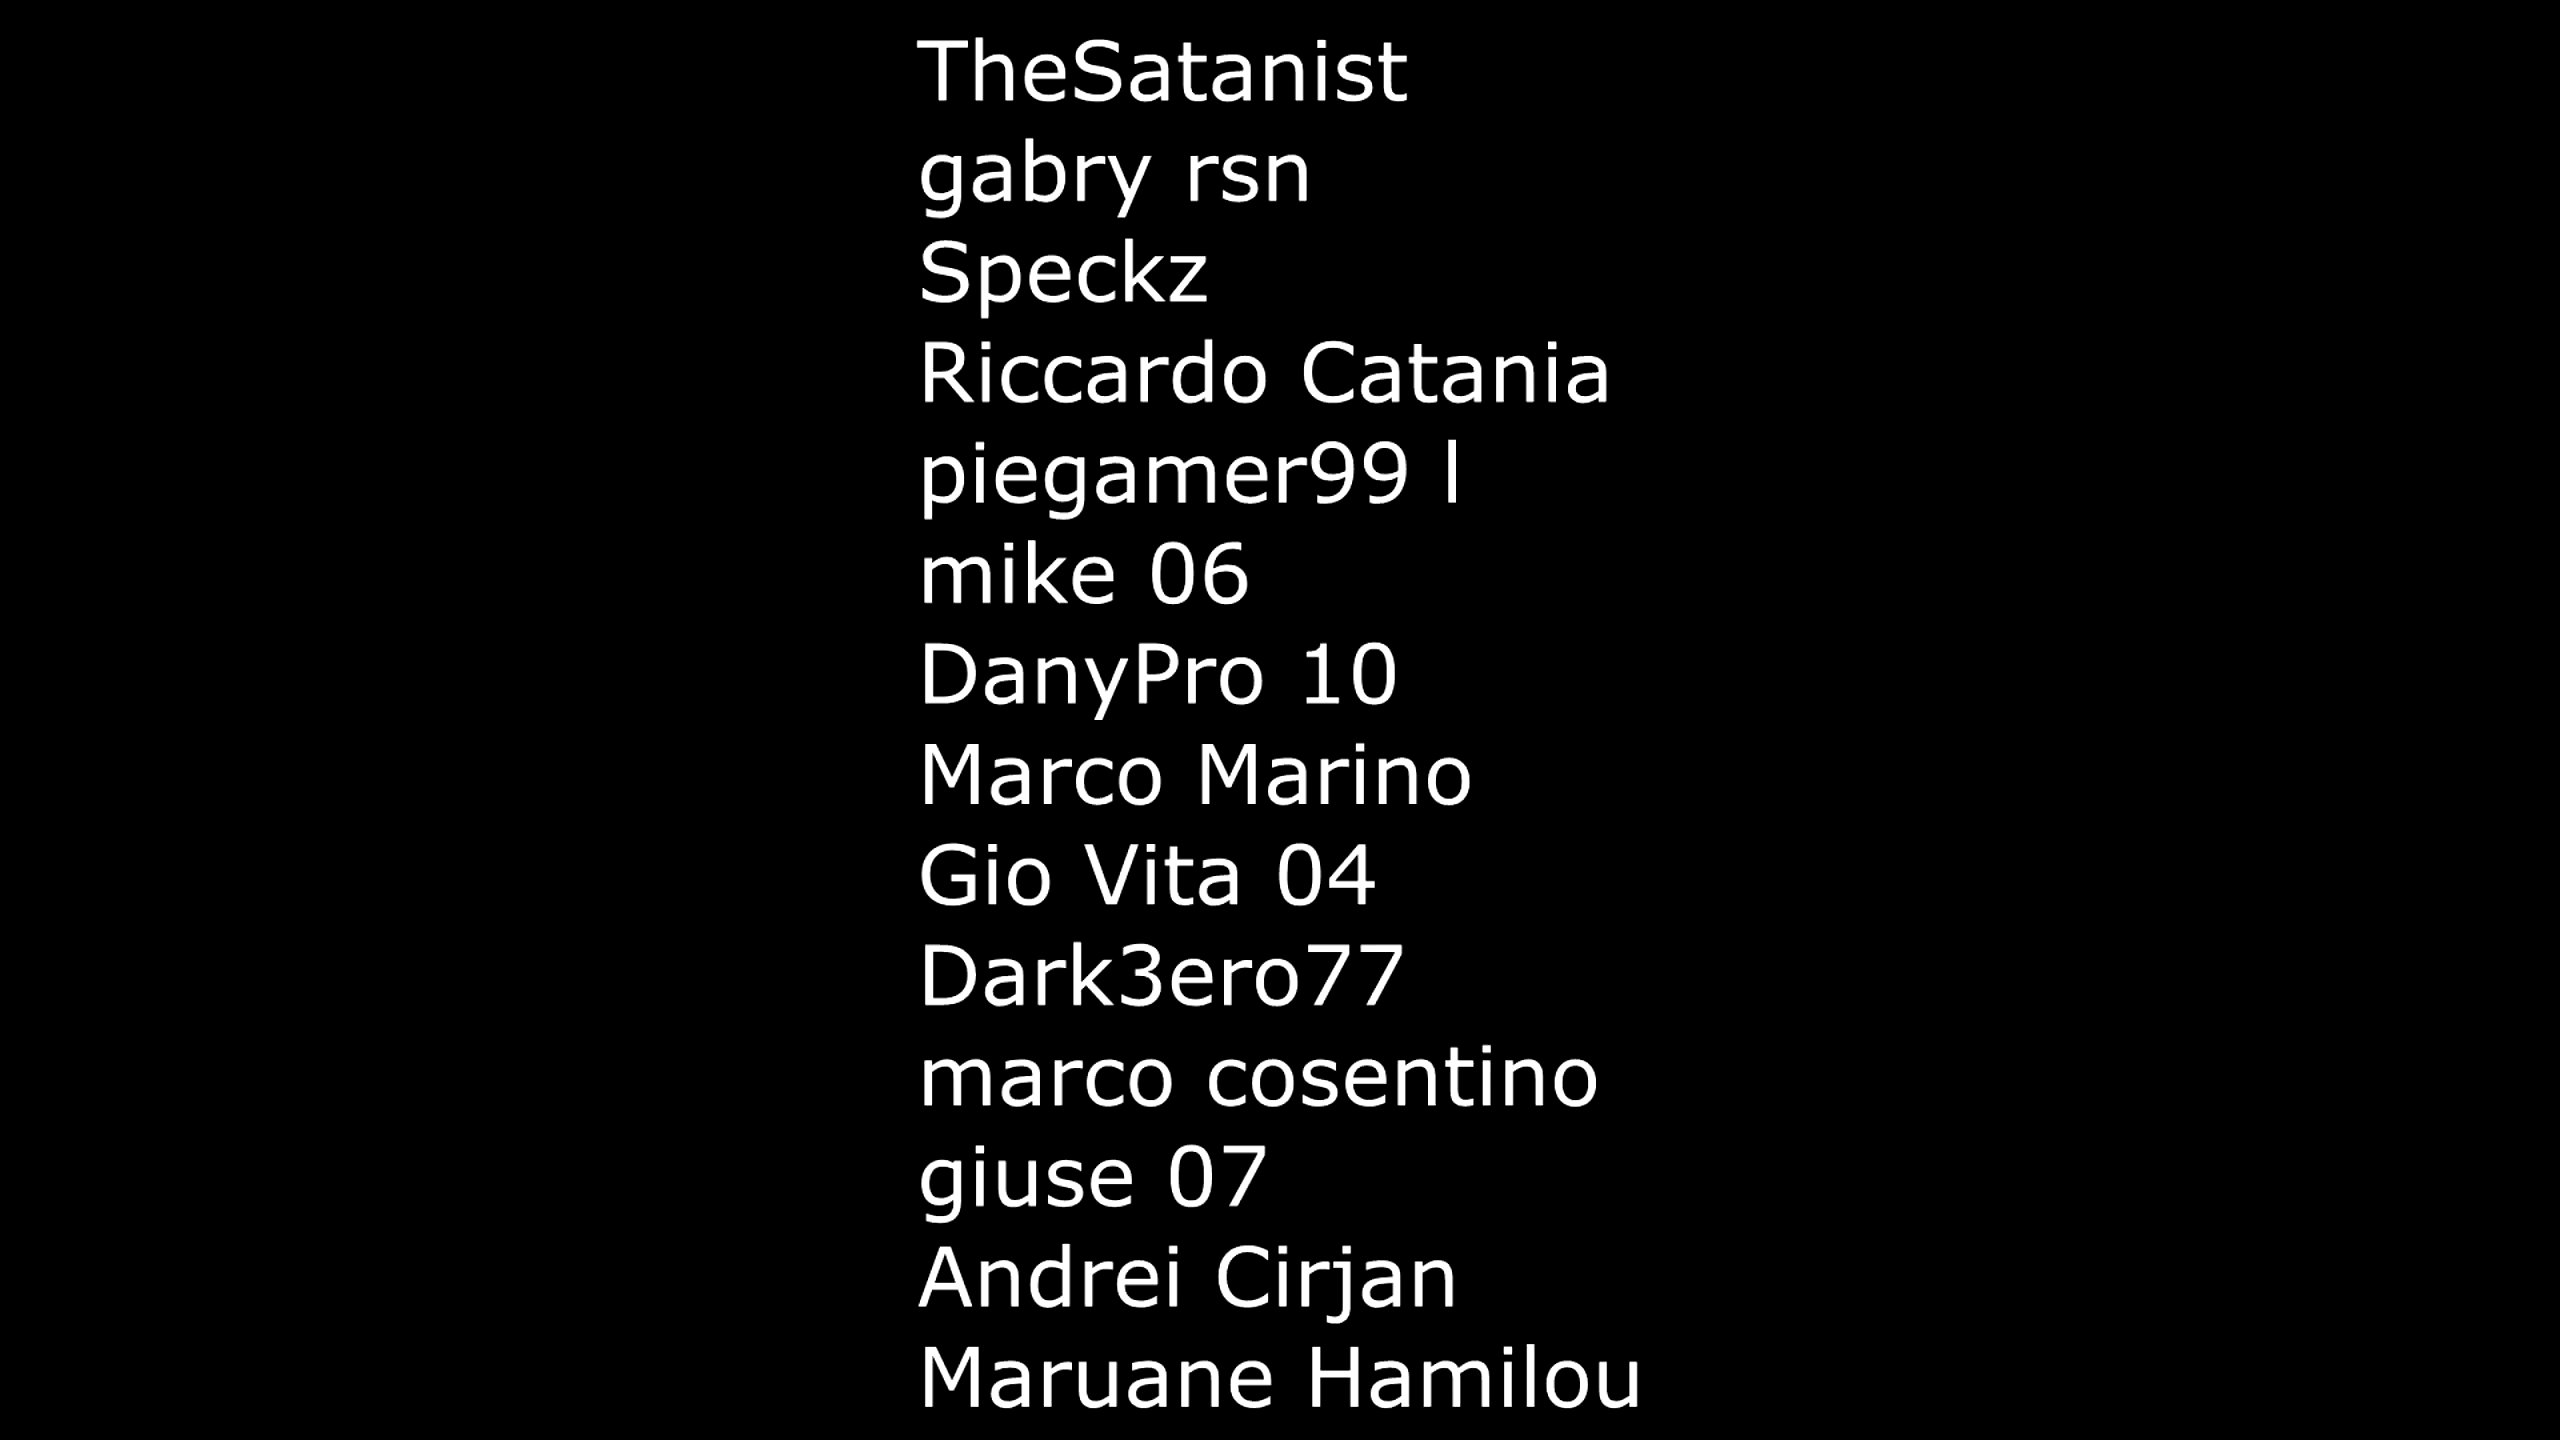 TheSatanist
gabry rsn
Speckz
Riccardo Catania
piegamer99 l
mike 06
DanyPro 10
Marco Marino
Gio Vita 04
Dark3ero77
marco cosentino
giuse 07
Andrei Cirjan
Maruane Hamilou